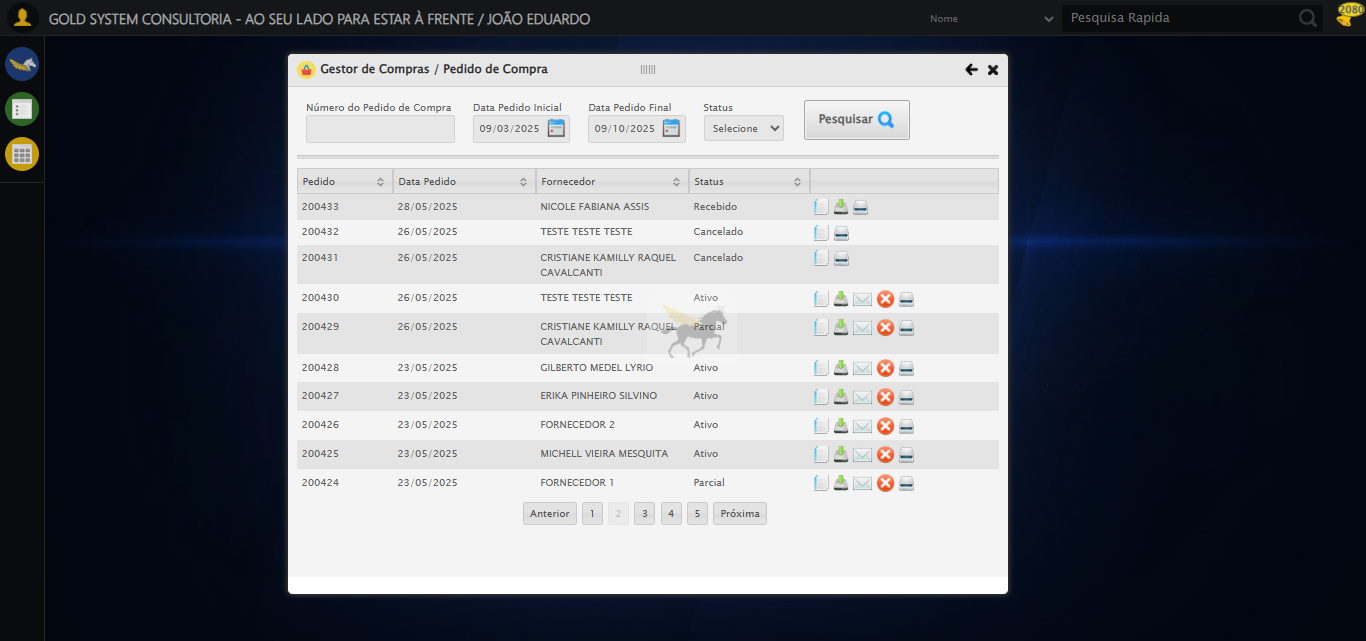 GOLD SYSTEM CONSULTORIA - AO SEU LADO PARA ESTAR À FRENTE / JOÃO EDUARDO
Nome
Pesquisa Rapida
2080
Gestor de Compras / Pedido de Compra
Número do Pedido de Compra
Data Pedido Inicial
Data Pedido Final
Status
09/03/2025
09/10/2025
Selecione
Pesquisar
Pedido Data Pedido Fornecedor Status
200433 28/05/2025 NICOLE FABIANA ASSIS Recebido
200432 26/05/2025 TESTE TESTE TESTE Cancelado
200431 26/05/2025 CRISTIANE KAMILLY RAQUEL Cancelado
CAVALCANTI
200430 26/05/2025 TESTE TESTE TESTE Ativo
200429 26/05/2025 CRISTIANE KAMILLY RAQUEL Parcial
CAVALCANTI
200428 23/05/2025 GILBERTO MEDEL LYRIO Ativo
200427 23/05/2025 ERIKA PINHEIRO SILVINO Ativo
200426 23/05/2025 FORNECEDOR 2 Ativo
200425 23/05/2025 MICHELL VIEIRA MESQUITA Ativo
200424 23/05/2025 FORNECEDOR 1 Parcial
Anterior 1 2 3 4 5 Próxima